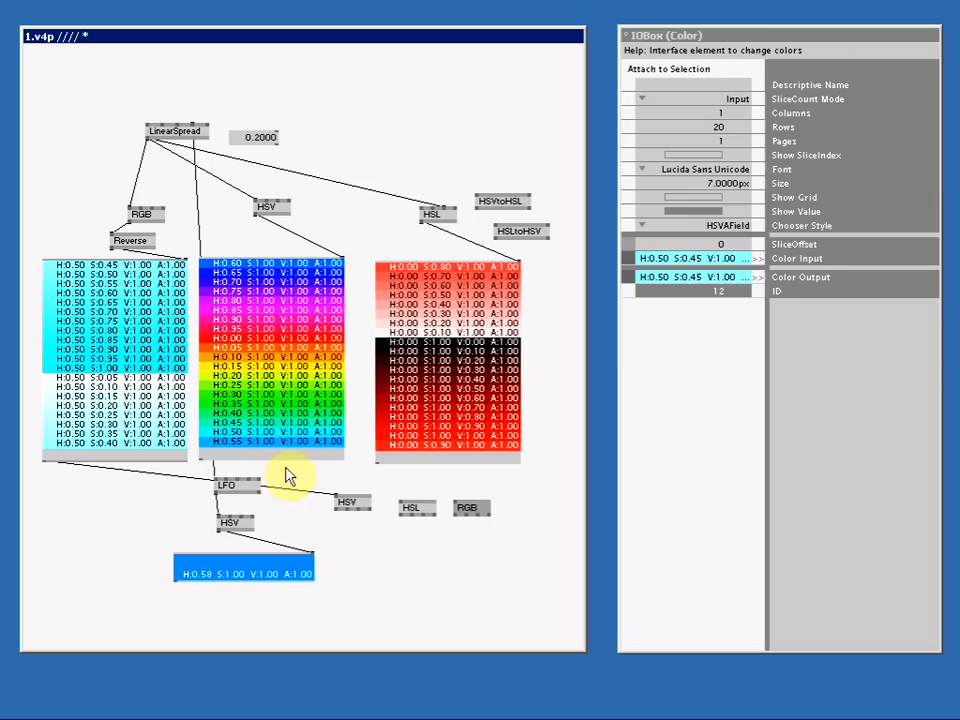 1.v4p //// *
LinearSpread
0.2000
RGB
Reverse
HSV
HSL
HSVtoHSL
HSLtoHSV
H:0.50 S:0.45 V:1.00 A:1.00
H:0.50 S:0.50 V:1.00 A:1.00
H:0.50 S:0.55 V:1.00 A:1.00
H:0.50 S:0.60 V:1.00 A:1.00
H:0.50 S:0.65 V:1.00 A:1.00
H:0.50 S:0.70 V:1.00 A:1.00
H:0.50 S:0.75 V:1.00 A:1.00
H:0.50 S:0.80 V:1.00 A:1.00
H:0.50 S:0.85 V:1.00 A:1.00
H:0.50 S:0.90 V:1.00 A:1.00
H:0.50 S:0.95 V:1.00 A:1.00
H:0.50 S:1.00 V:1.00 A:1.00
H:0.50 S:0.05 V:1.00 A:1.00
H:0.50 S:0.10 V:1.00 A:1.00
H:0.50 S:0.15 V:1.00 A:1.00
H:0.50 S:0.20 V:1.00 A:1.00
H:0.50 S:0.25 V:1.00 A:1.00
H:0.50 S:0.30 V:1.00 A:1.00
H:0.50 S:0.35 V:1.00 A:1.00
H:0.50 S:0.40 V:1.00 A:1.00
H:0.60 S:1.00 V:1.00 A:1.00
H:0.65 S:1.00 V:1.00 A:1.00
H:0.70 S:1.00 V:1.00 A:1.00
H:0.75 S:1.00 V:1.00 A:1.00
H:0.80 S:1.00 V:1.00 A:1.00
H:0.85 S:1.00 V:1.00 A:1.00
H:0.90 S:1.00 V:1.00 A:1.00
H:0.95 S:1.00 V:1.00 A:1.00
H:0.00 S:1.00 V:1.00 A:1.00
H:0.05 S:1.00 V:1.00 A:1.00
H:0.10 S:1.00 V:1.00 A:1.00
H:0.15 S:1.00 V:1.00 A:1.00
H:0.20 S:1.00 V:1.00 A:1.00
H:0.25 S:1.00 V:1.00 A:1.00
H:0.30 S:1.00 V:1.00 A:1.00
H:0.35 S:1.00 V:1.00 A:1.00
H:0.40 S:1.00 V:1.00 A:1.00
H:0.45 S:1.00 V:1.00 A:1.00
H:0.50 S:1.00 V:1.00 A:1.00
H:0.55 S:1.00 V:1.00 A:1.00
H:0.00 S:0.80 V:1.00 A:1.00
H:0.00 S:0.70 V:1.00 A:1.00
H:0.00 S:0.60 V:1.00 A:1.00
H:0.00 S:0.50 V:1.00 A:1.00
H:0.00 S:0.40 V:1.00 A:1.00
H:0.00 S:0.30 V:1.00 A:1.00
H:0.00 S:0.20 V:1.00 A:1.00
H:0.00 S:0.10 V:1.00 A:1.00
H:0.00 S:1.00 V:0.00 A:1.00
H:0.00 S:1.00 V:0.10 A:1.00
H:0.00 S:1.00 V:0.20 A:1.00
H:0.00 S:1.00 V:0.30 A:1.00
H:0.00 S:1.00 V:0.40 A:1.00
H:0.00 S:1.00 V:0.50 A:1.00
H:0.00 S:1.00 V:0.60 A:1.00
H:0.00 S:1.00 V:0.70 A:1.00
H:0.00 S:1.00 V:0.80 A:1.00
H:0.00 S:1.00 V:0.90 A:1.00
H:0.00 S:1.00 V:1.00 A:1.00
H:0.00 S:0.90 V:1.00 A:1.00
LFO
HSV
HSL
RGB
HSV
H:0.58 S:1.00 V:1.00 A:1.00
° IOBox (Color)
Help: Interface element to change colors
Attach to Selection
Descriptive Name
Input SliceCount Mode
1 Columns
20 Rows
1 Pages
Show SliceIndex
Lucida Sans Unicode Font
7.0000px Size
Show Grid
Show Value
HSVAField Chooser Style
0 SliceOffset
H:0.50 S:0.45 V:1.00 ... >> Color Input
H:0.50 S:0.45 V:1.00 ... >> Color Output
12 ID